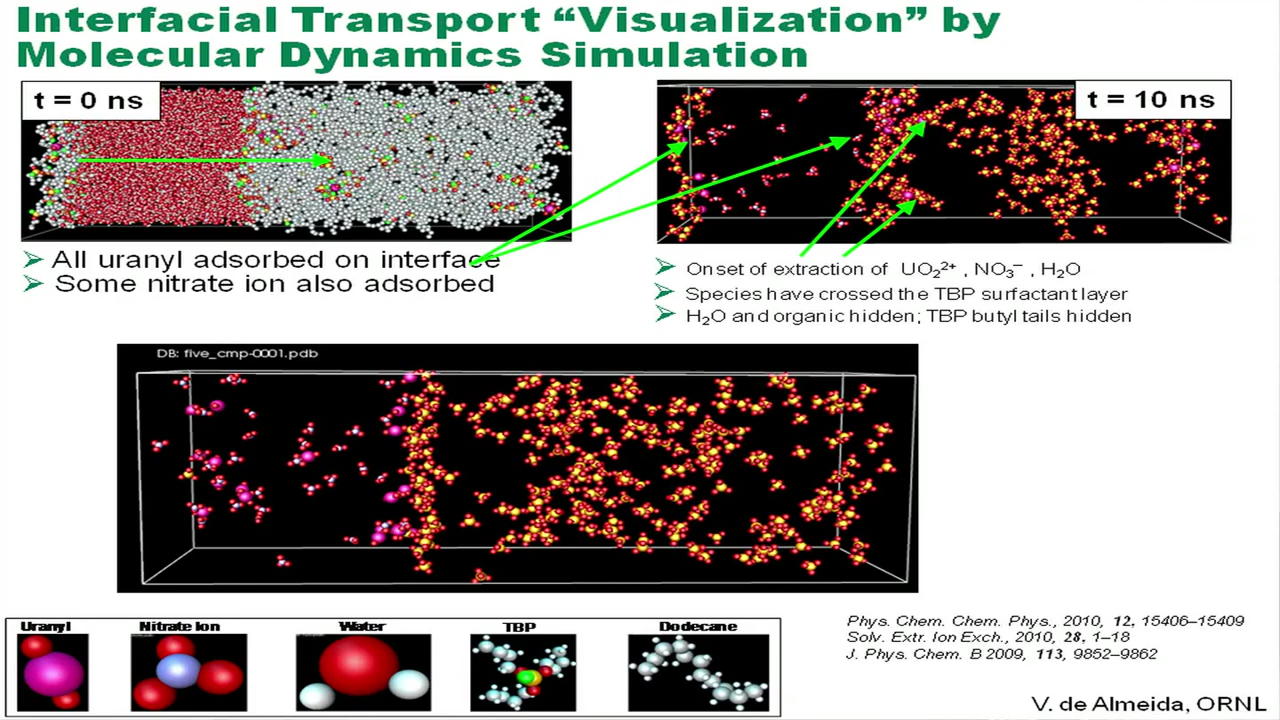 Interfacial Transport “Visualization” by
Molecular Dynamics Simulation
t = 0 ns
t = 10 ns
➢ All uranyl adsorbed on interface
➢ Some nitrate ion also adsorbed
➢ Onset of extraction of UO₂²⁺ , NO₃⁻ , H₂O
➢ Species have crossed the TBP surfactant layer
➢ H₂O and organic hidden; TBP butyl tails hidden
DB: five_cmp-0001.pdb
Uranyl
Nitrate Ion
Water
TBP
Dodecane
Phys. Chem. Chem. Phys., 2010, 12, 15406–15409
Solv. Extr. Ion Exch., 2010, 28, 1–18
J. Phys. Chem. B 2009, 113, 9852–9862
V. de Almeida, ORNL